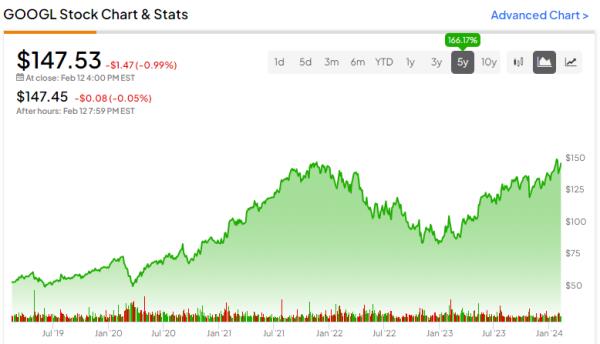 GOOGL Stock Chart & Stats
Advanced Chart >
$147.53 -$1.47 (-0.99%)
At close: Feb 12 4:00 PM EST
$147.45 -$0.08 (-0.05%)
After hours: Feb 12 7:59 PM EST
166.17%
1d 5d 3m 6m YTD 1y 3y 5y 10y
$150
$125
$100
$75
$50
Jul '19 Jan '20 Jul '20 Jan '21 Jul '21 Jan '22 Jul '22 Jan '23 Jul '23 Jan '24